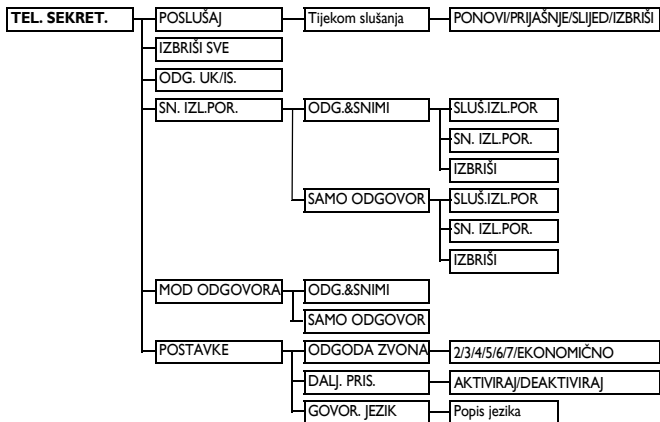 TEL. SEKRET. POSLUŠAJ Tijekom slušanja PONOVI/PRIJAŠNJE/SLIJED/IZBRIŠI
IZBRIŠI SVE
ODG. UK/IS.
SN. IZL.POR. ODG.&SNIMI SLUŠ.IZL.POR
SN. IZL.POR.
IZBRIŠI
SAMO ODGOVOR SLUŠ.IZL.POR
SN. IZL.POR.
IZBRIŠI
MOD ODGOVORA ODG.&SNIMI
SAMO ODGOVOR
POSTAVKE ODGODA ZVONA 2/3/4/5/6/7/EKONOMIČNO
DALJ. PRIS. AKTIVIRAJ/DEAKTIVIRAJ
GOVOR. JEZIK Popis jezika